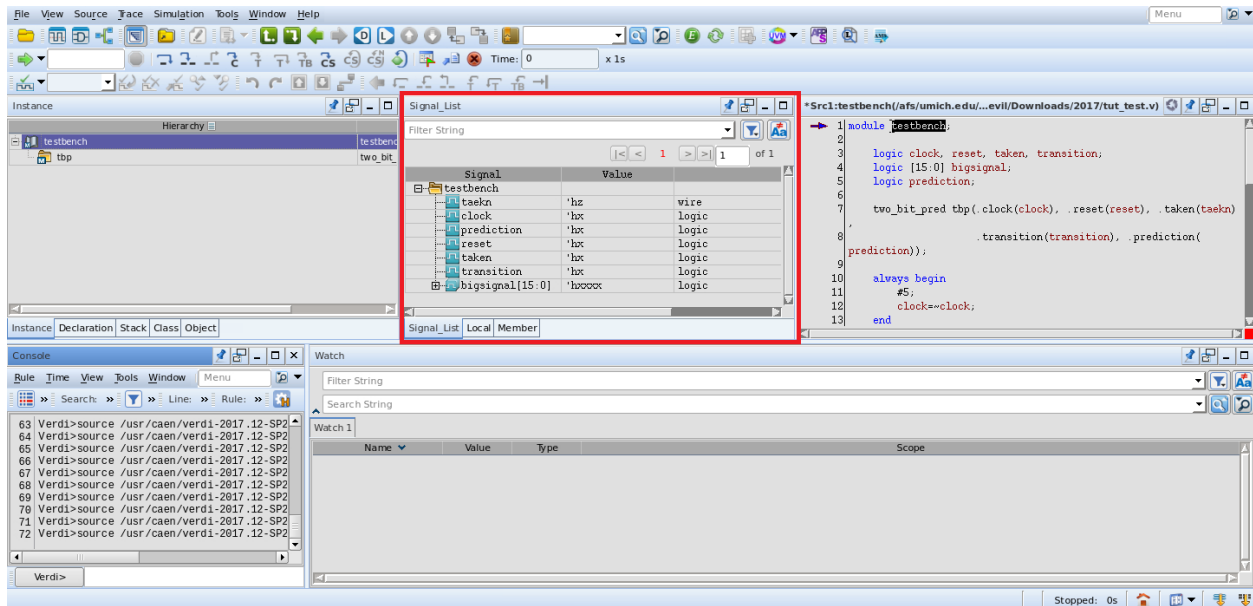 File View Source Trace Simulation Tools Window Help
Menu
Time: 0 x 1s
Instance
Hierarchy
testbench testbenc
tbp two_bit_
Instance Declaration Stack Class Object
Signal_List
Filter String
|< < 1 > >| 1 of 1
Signal Value
testbench
taekn 'hz wire
clock 'hx logic
prediction 'hx logic
reset 'hx logic
taken 'hx logic
transition 'hx logic
bigsignal[15:0] 'hxxxx logic
Signal_List Local Member
*Src1:testbench(/afs/umich.edu/...evil/Downloads/2017/tut_test.v)
1 module testbench;
2
3 logic clock, reset, taken, transition;
4 logic [15:0] bigsignal;
5 logic prediction;
6
7 two_bit_pred tbp(.clock(clock), .reset(reset), .taken(taekn)
,
8 .transition(transition), .prediction(
prediction));
9
10 always begin
11 #5;
12 clock=~clock;
13 end
Console
Rule Time View Tools Window Menu
» Search: » » Line: » Rule: »
63 Verdi>source /usr/caen/verdi-2017.12-SP2
64 Verdi>source /usr/caen/verdi-2017.12-SP2
65 Verdi>source /usr/caen/verdi-2017.12-SP2
66 Verdi>source /usr/caen/verdi-2017.12-SP2
67 Verdi>source /usr/caen/verdi-2017.12-SP2
68 Verdi>source /usr/caen/verdi-2017.12-SP2
69 Verdi>source /usr/caen/verdi-2017.12-SP2
70 Verdi>source /usr/caen/verdi-2017.12-SP2
71 Verdi>source /usr/caen/verdi-2017.12-SP2
72 Verdi>source /usr/caen/verdi-2017.12-SP2
Verdi>
Watch
Filter String
Search String
Watch 1
Name Value Type Scope
Stopped: 0s